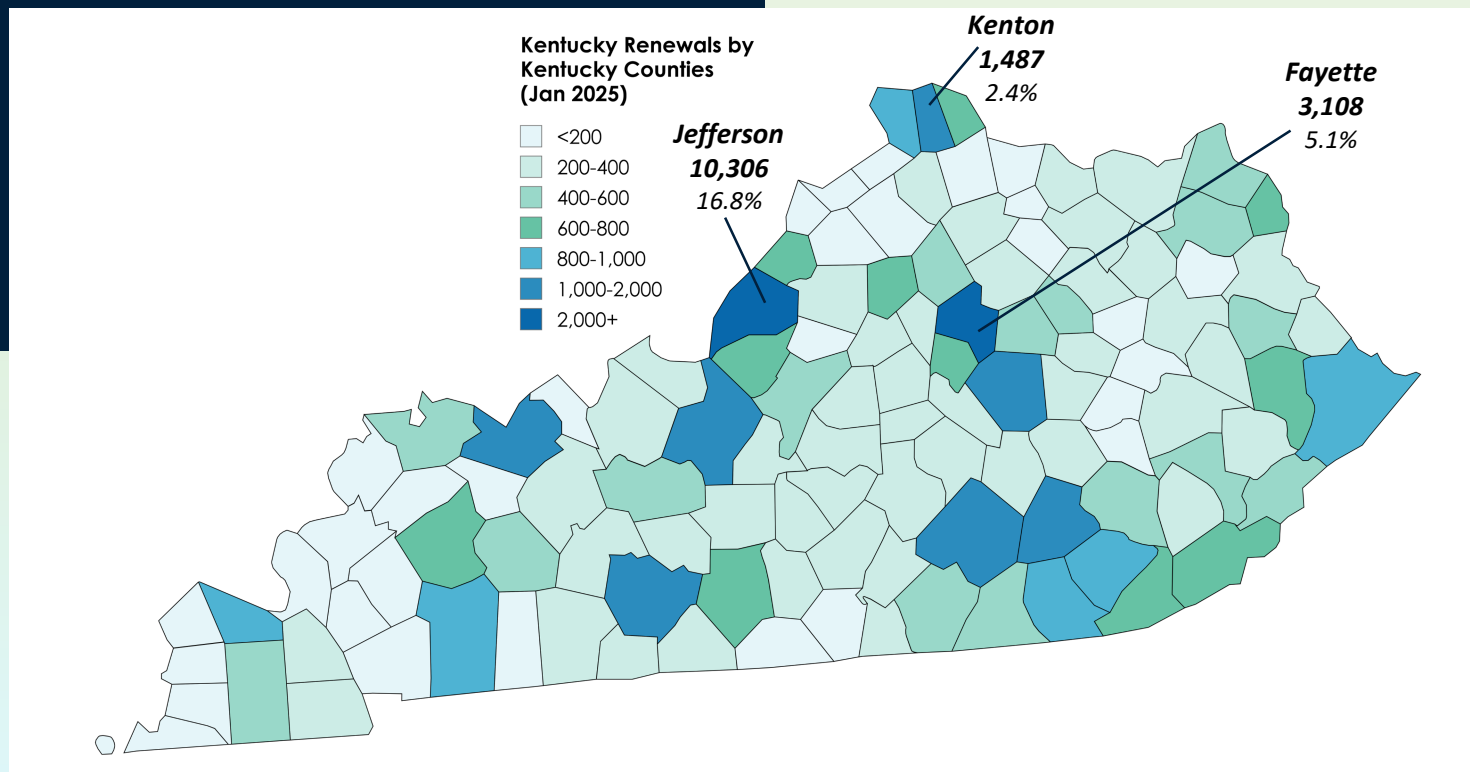 Kentucky Renewals by
Kentucky Counties
(Jan 2025)
<200
200-400
400-600
600-800
800-1,000
1,000-2,000
2,000+
Jefferson
10,306
16.8%
Kenton
1,487
2.4%
Fayette
3,108
5.1%